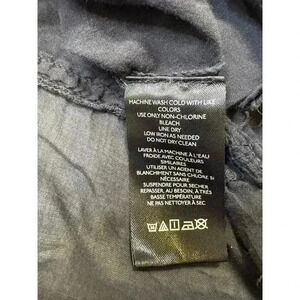 MACHINE WASH COLD WITH LIKE
COLORS
USE ONLY NON-CHLORINE
BLEACH
LINE DRY
LOW IRON AS NEEDED
DO NOT DRY CLEAN
LAVER À LA MACHINE À L'EAU
FROIDE AVEC COULEURS
SIMILAIRES
UTILISER UN AGENT DE
BLANCHIMENT SANS CHLORE SI
NÉCESSAIRE
SUSPENDRE POUR SÉCHER
REPASSER, AU BESOIN, À TRÈS
BASSE TEMPÉRATURE
NE PAS NETTOYER À SEC